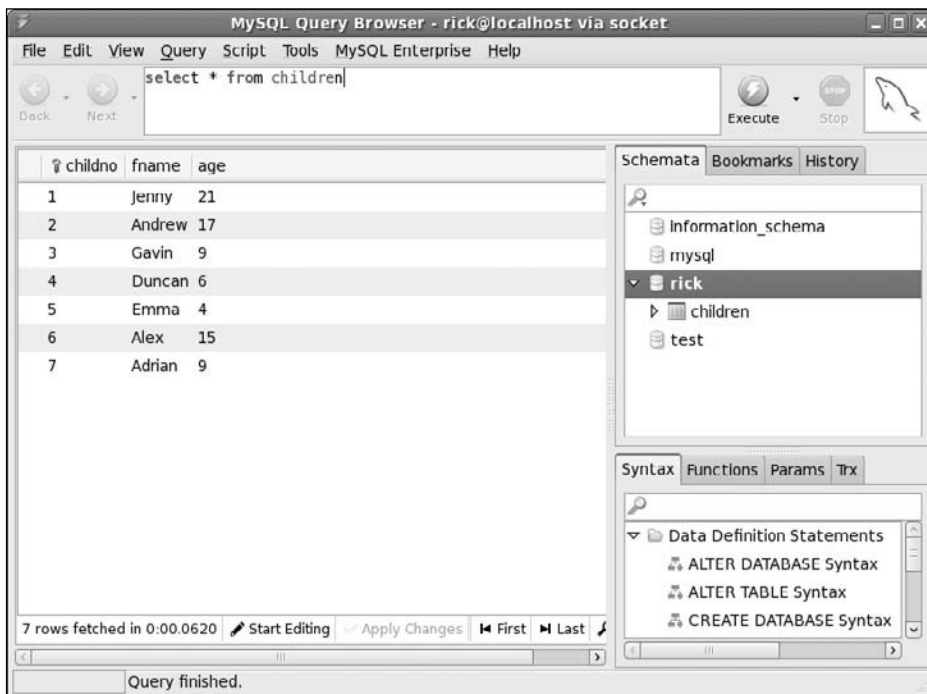 MySQL Query Browser - rick@localhost via socket
File Edit View Query Script Tools MySQL Enterprise Help
select * from children
Back Next Execute STOP Stop
childno fname age
1 Jenny 21
2 Andrew 17
3 Gavin 9
4 Duncan 6
5 Emma 4
6 Alex 15
7 Adrian 9
7 rows fetched in 0:00.0620 Start Editing Apply Changes First Last
Schemata Bookmarks History
information_schema
mysql
rick
children
test
Syntax Functions Params Trx
Data Definition Statements
ALTER DATABASE Syntax
ALTER TABLE Syntax
CREATE DATABASE Syntax
Query finished.